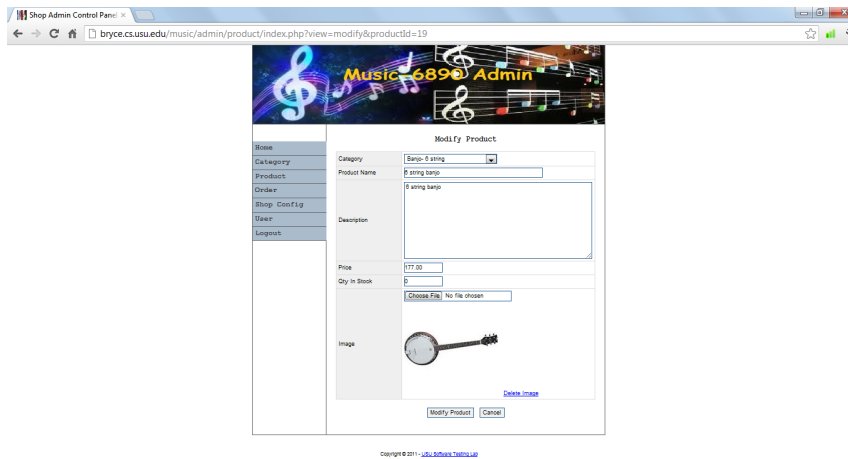 Shop Admin Control Panel
bryce.cs.usu.edu/music/admin/product/index.php?view=modify&productId=19
Music-6890 Admin
Modify Product
Home
Category
Product
Order
Shop Config
User
Logout
Category
Banjo- 6 string
Product Name
6 string banjo
Description
6 string banjo
Price
177.00
Qty In Stock
0
Image
Choose File No file chosen
Delete Image
Modify Product
Cancel
Copyright © 2011 - USU Software Testing Lab